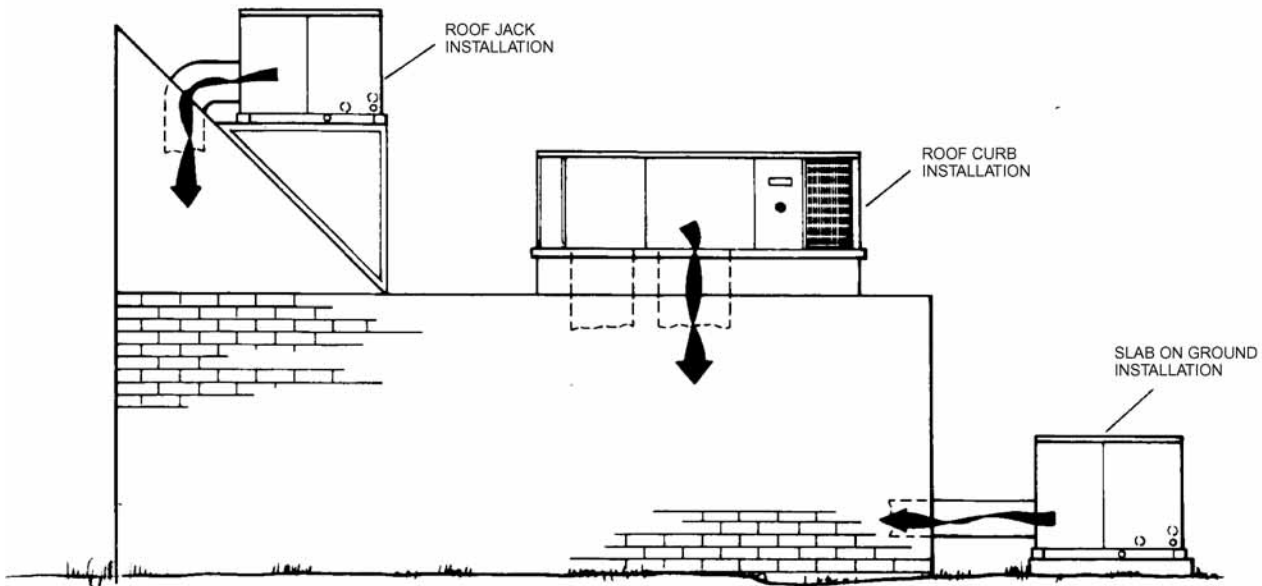 ROOF JACK
INSTALLATION
ROOF CURB
INSTALLATION
SLAB ON GROUND
INSTALLATION